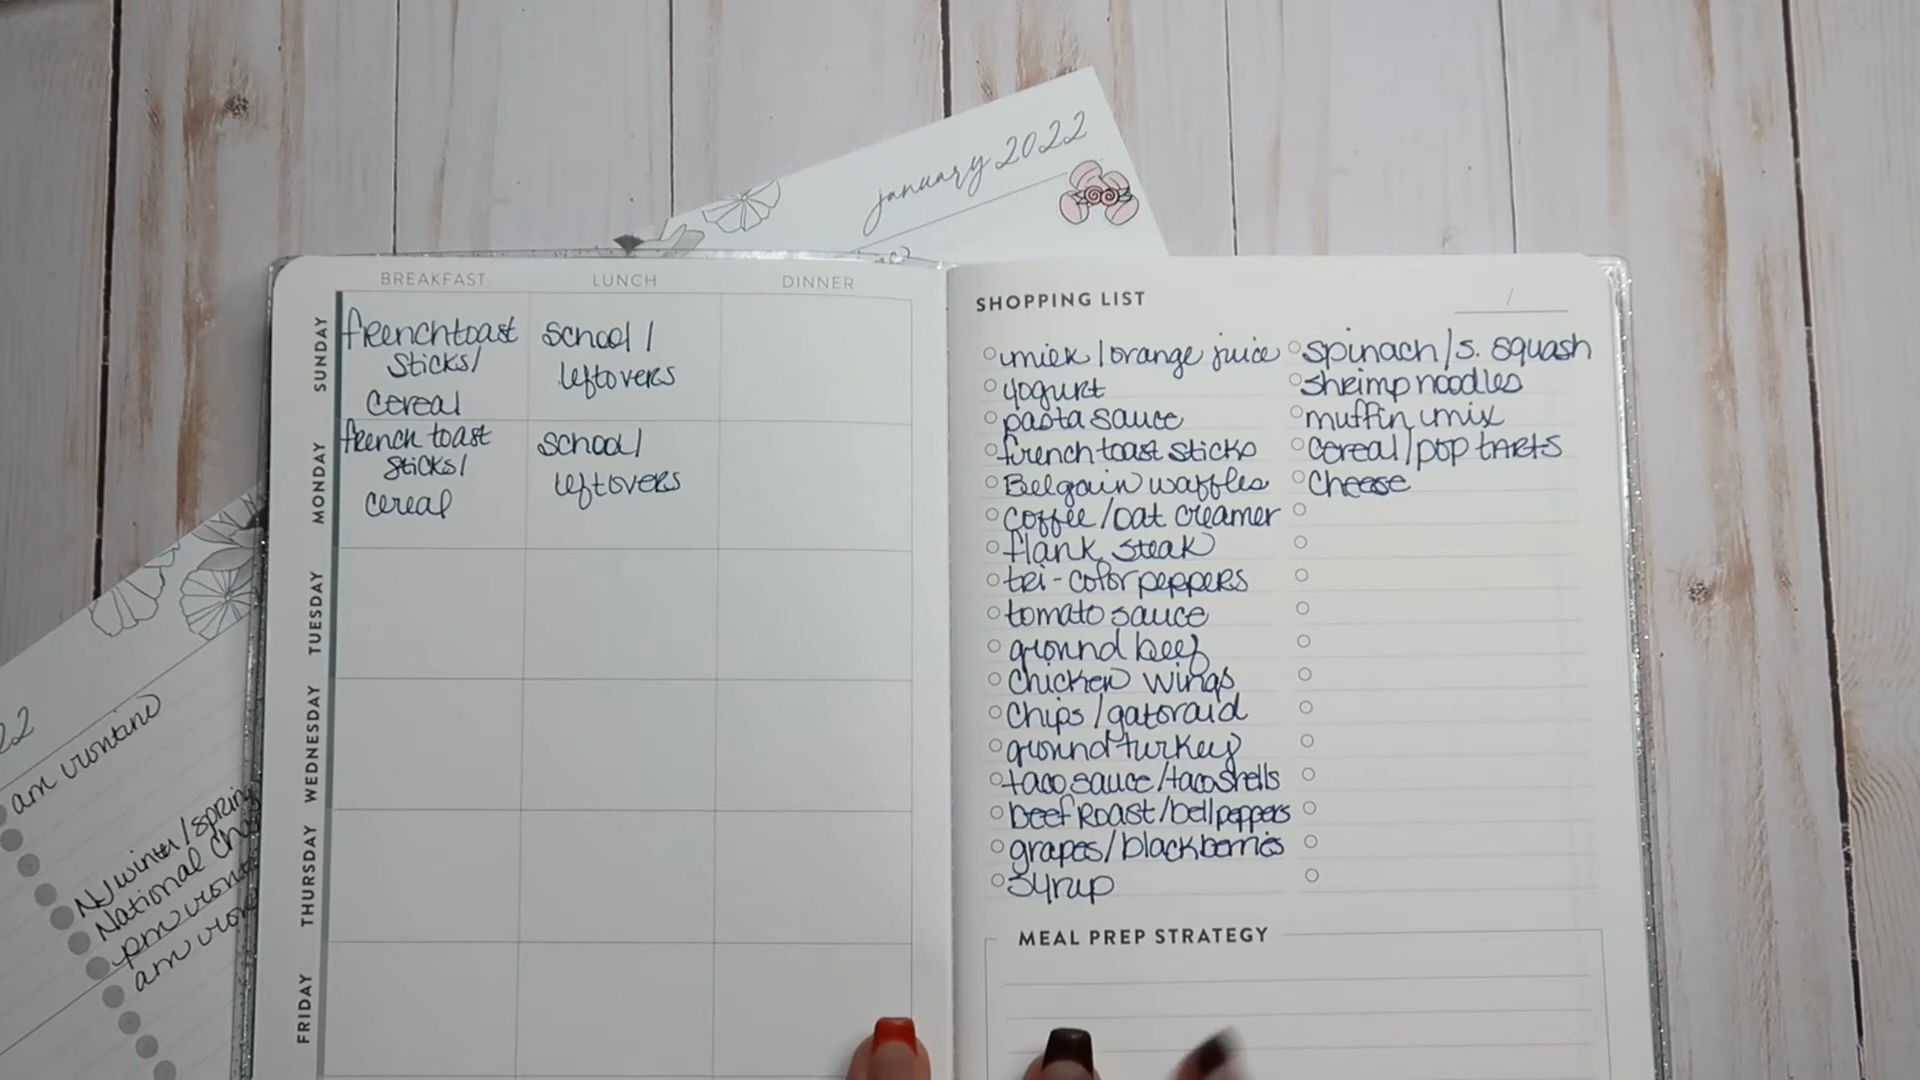 january 2022
BREAKFAST LUNCH DINNER
SUNDAY
frenchtoast
sticks/
cereal
school /
leftovers
MONDAY
french toast
sticks/
cereal
school/
leftovers
TUESDAY
WEDNESDAY
THURSDAY
FRIDAY
SHOPPING LIST
/
milk / orange juice
yogurt
pasta sauce
french toast sticks
Belgain waffles
coffee /oat creamer
flank steak
tri-color peppers
tomato sauce
ground beef
chicken wings
chips /gatoraid
ground turkey
taco sauce/taco shells
beef Roast /bell peppers
grapes/blackberries
syrup
spinach/s. squash
shrimp noodles
muffin mix
cereal/pop tarts
cheese
MEAL PREP STRATEGY
22
am
NJ winter/spring
National
pm
am